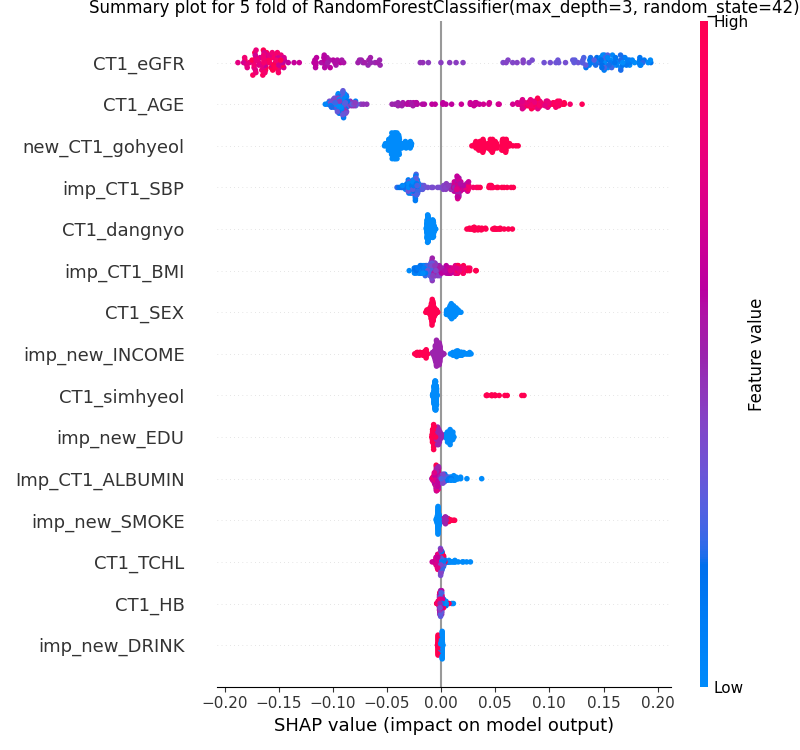 Summary plot for 5 fold of RandomForestClassifier(max_depth=3, random_state=42)
High
CT1_eGFR
CT1_AGE
new_CT1_gohyeol
imp_CT1_SBP
CT1_dangnyo
imp_CT1_BMI
CT1_SEX
imp_new_INCOME
CT1_simhyeol
imp_new_EDU
Imp_CT1_ALBUMIN
imp_new_SMOKE
CT1_TCHL
CT1_HB
imp_new_DRINK
Feature value
Low
−0.20 −0.15 −0.10 −0.05 0.00 0.05 0.10 0.15 0.20
SHAP value (impact on model output)